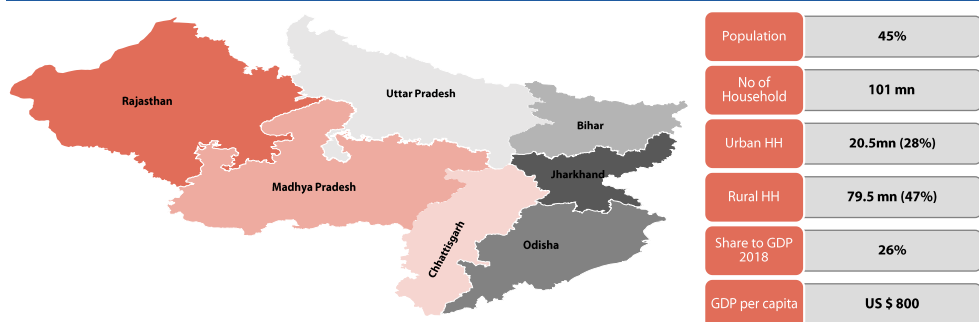 Rajasthan
Uttar Pradesh
Bihar
Jharkhand
Madhya Pradesh
Chhattisgarh
Odisha
Population
45%
No of
Household
101 mn
Urban HH
20.5mn (28%)
Rural HH
79.5 mn (47%)
Share to GDP
2018
26%
GDP per capita
US $ 800